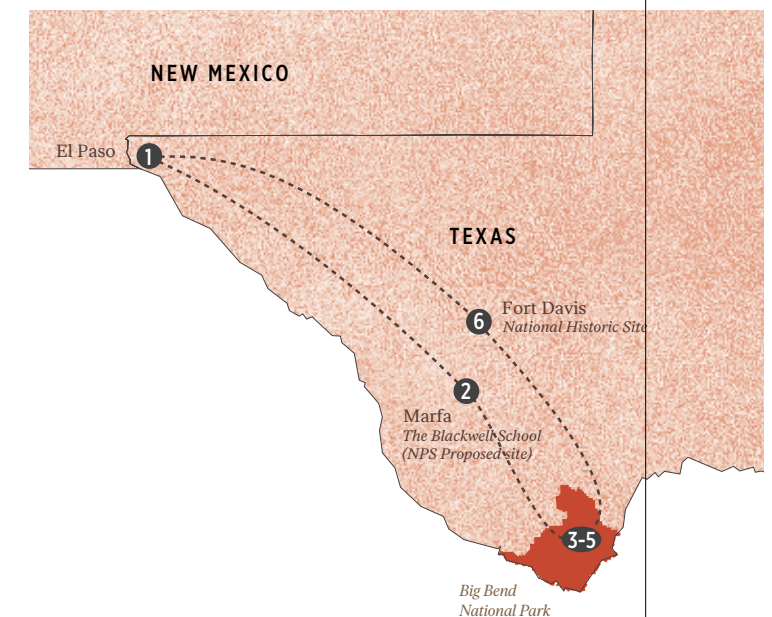 NEW MEXICO
El Paso
1
TEXAS
Fort Davis
6
National Historic Site
2
Marfa
The Blackwell School
(NPS Proposed site)
3-5
Big Bend
National Park